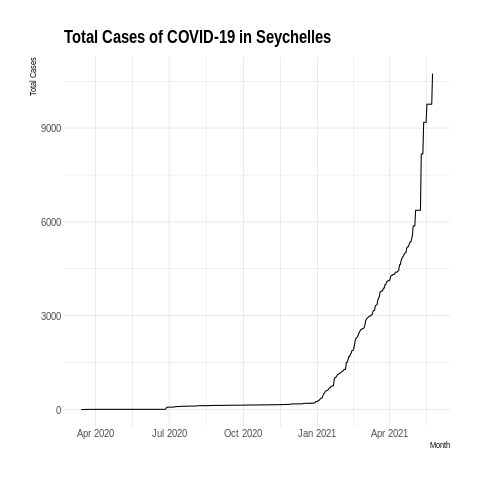 Total Cases of COVID-19 in Seychelles
Total Cases
9000
6000
3000
0
Apr 2020 Jul 2020 Oct 2020 Jan 2021 Apr 2021
Month